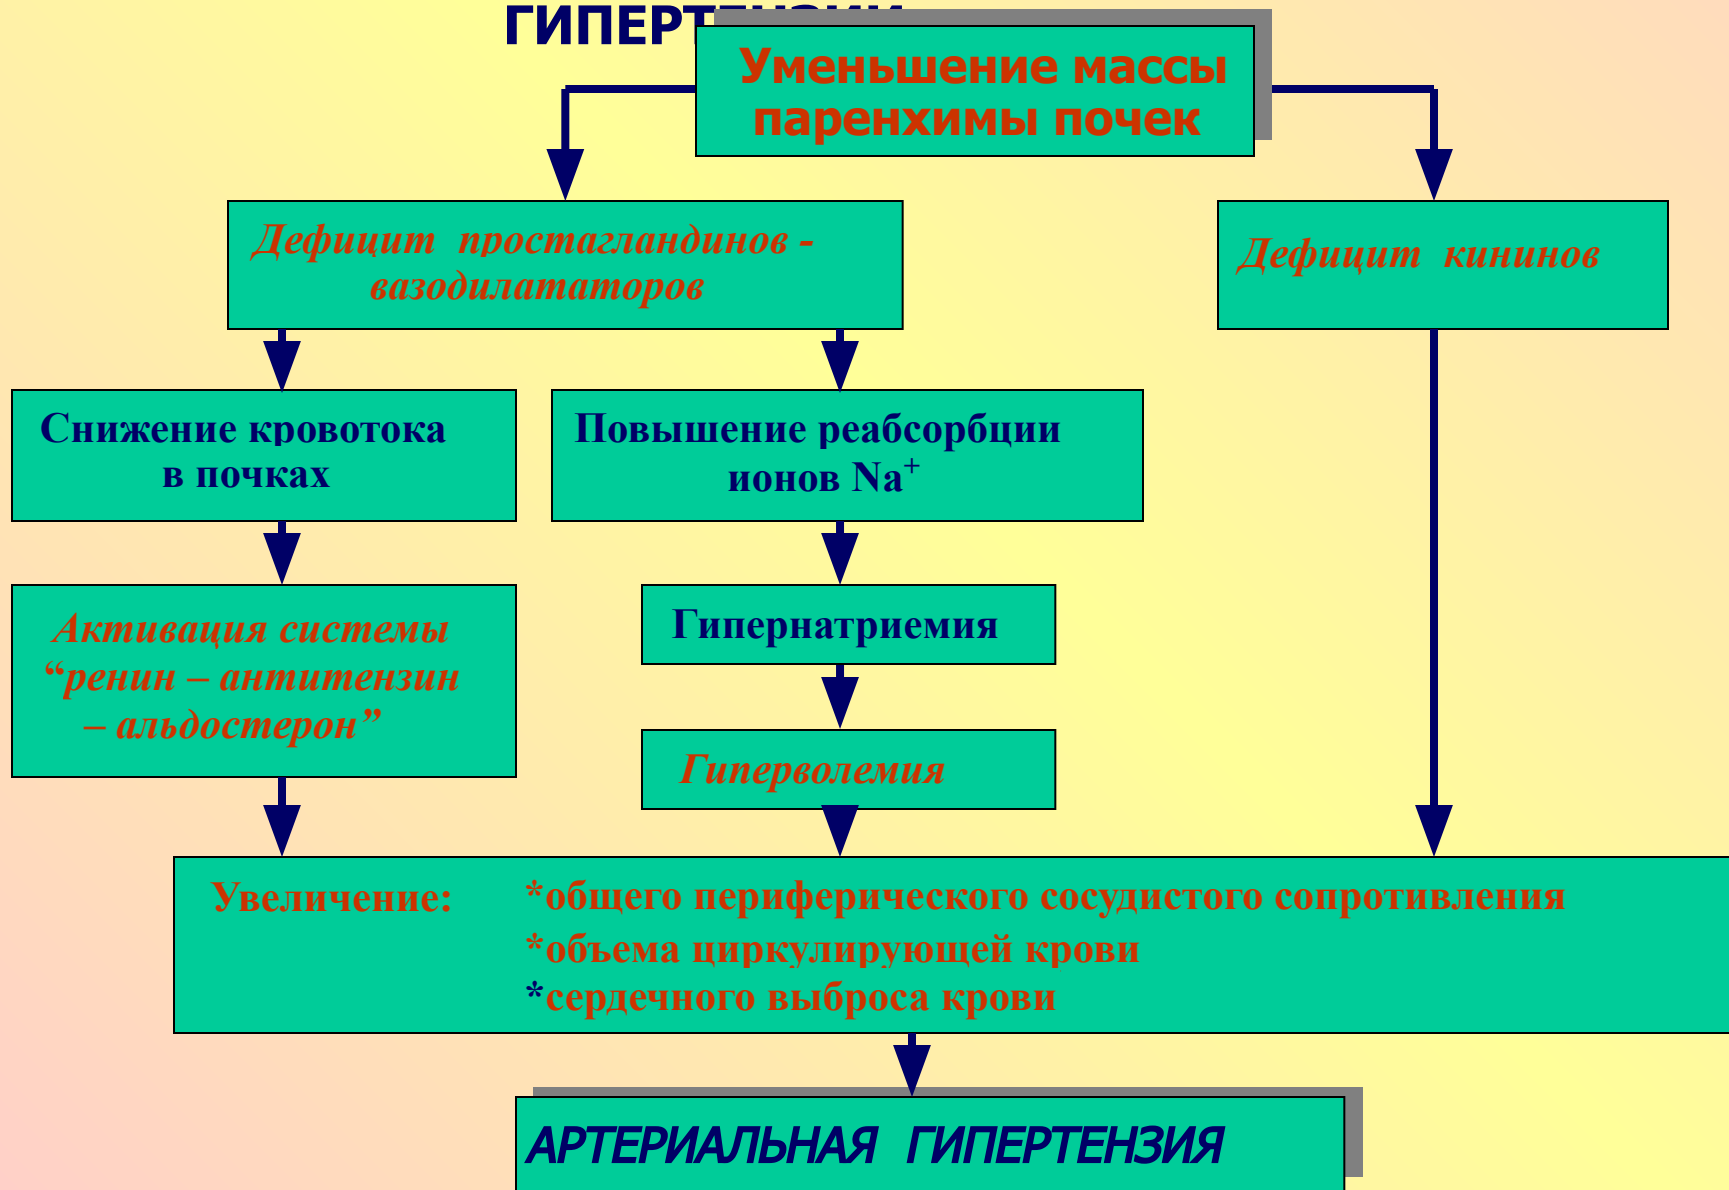 Уменьшение массы
паренхимы почек
Дефицит простагландинов -
вазодилататоров
Дефицит кининов
Снижение кровотока
в почках
Повышение реабсорбции
ионов Na⁺
Активация системы
“ренин – антитензин
– альдостерон”
Гипернатриемия
Гиперволемия
Увеличение:
*общего периферического сосудистого сопротивления
*объема циркулирующей крови
*сердечного выброса крови
АРТЕРИАЛЬНАЯ ГИПЕРТЕНЗИЯ